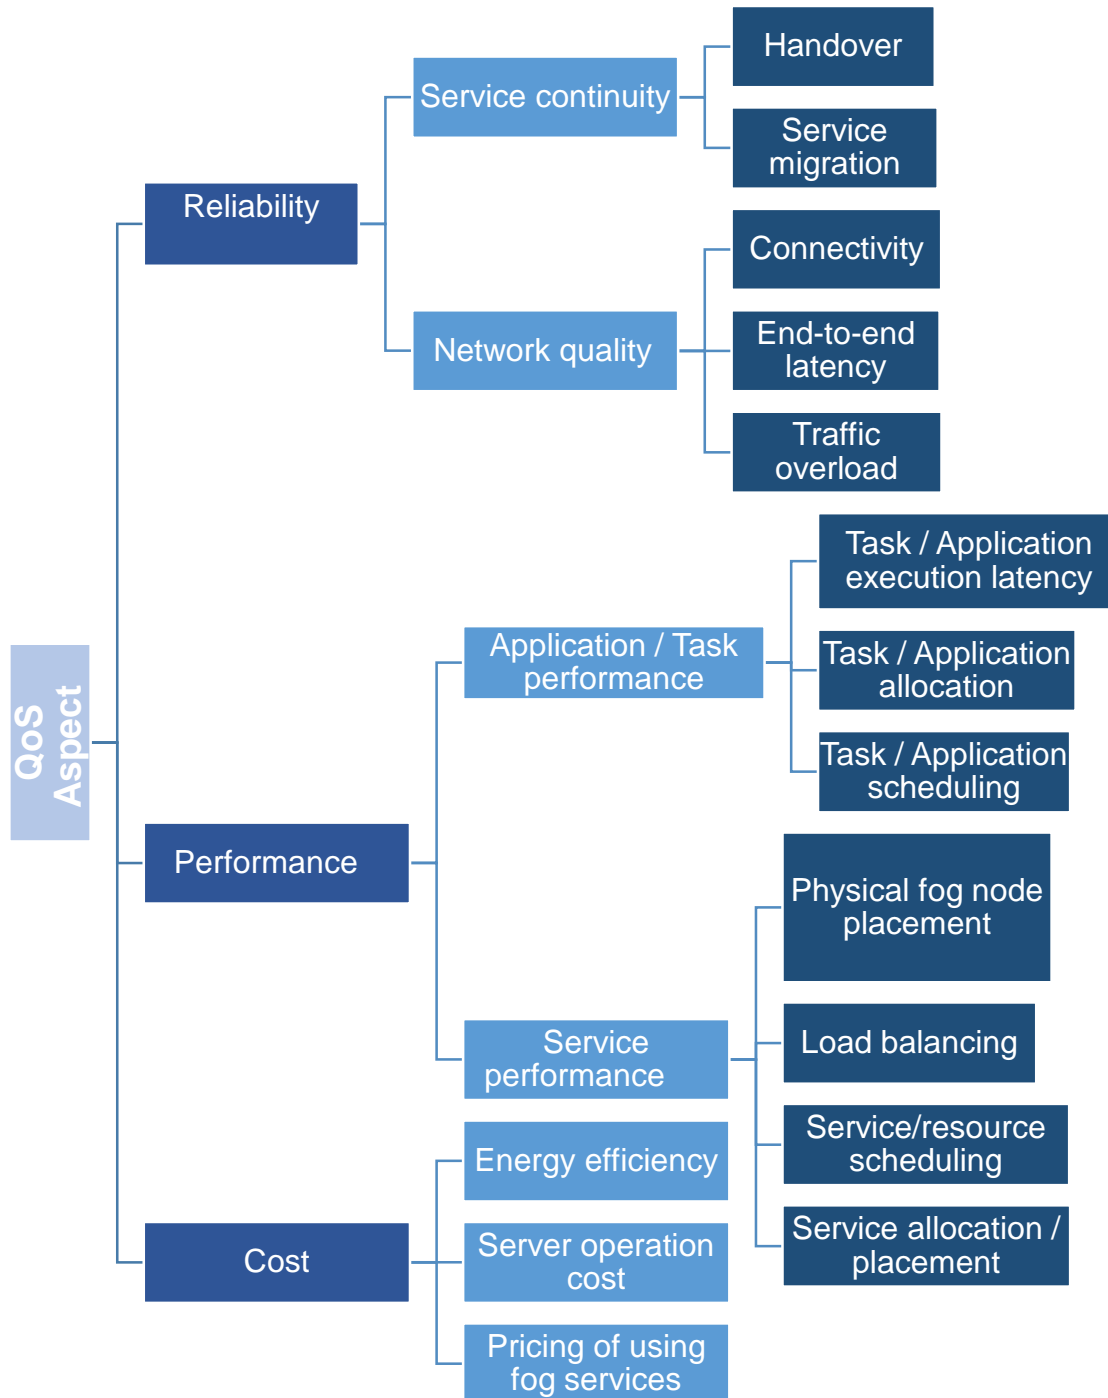 QoS
Aspect
Reliability
Service continuity
Handover
Service
migration
Network quality
Connectivity
End-to-end
latency
Traffic
overload
Performance
Application / Task
performance
Task / Application
execution latency
Task / Application
allocation
Task / Application
scheduling
Service
performance
Physical fog node
placement
Load balancing
Service/resource
scheduling
Service allocation /
placement
Cost
Energy efficiency
Server operation
cost
Pricing of using
fog services